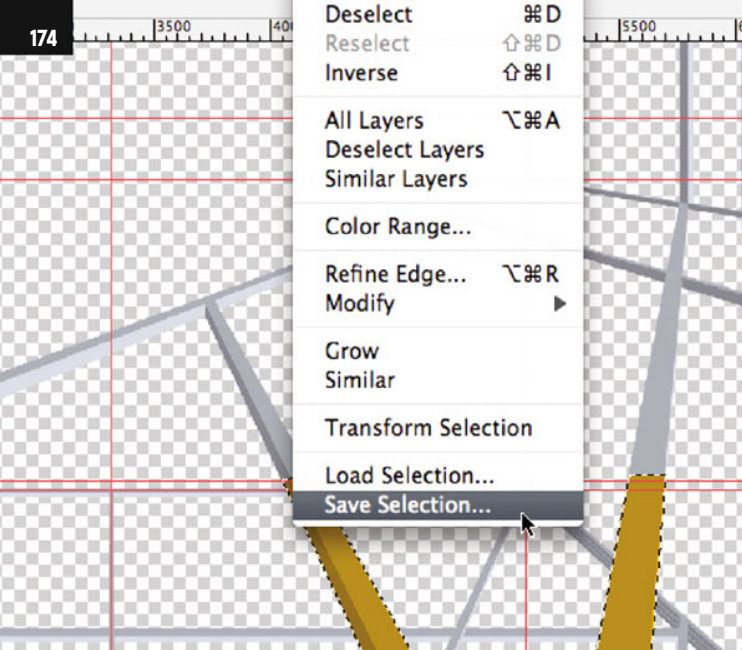 174
3500
400
5500
Deselect ⌘D
Reselect ⇧⌘D
Inverse ⇧⌘I
All Layers ⌥⌘A
Deselect Layers
Similar Layers
Color Range...
Refine Edge... ⌥⌘R
Modify ▶
Grow
Similar
Transform Selection
Load Selection...
Save Selection...